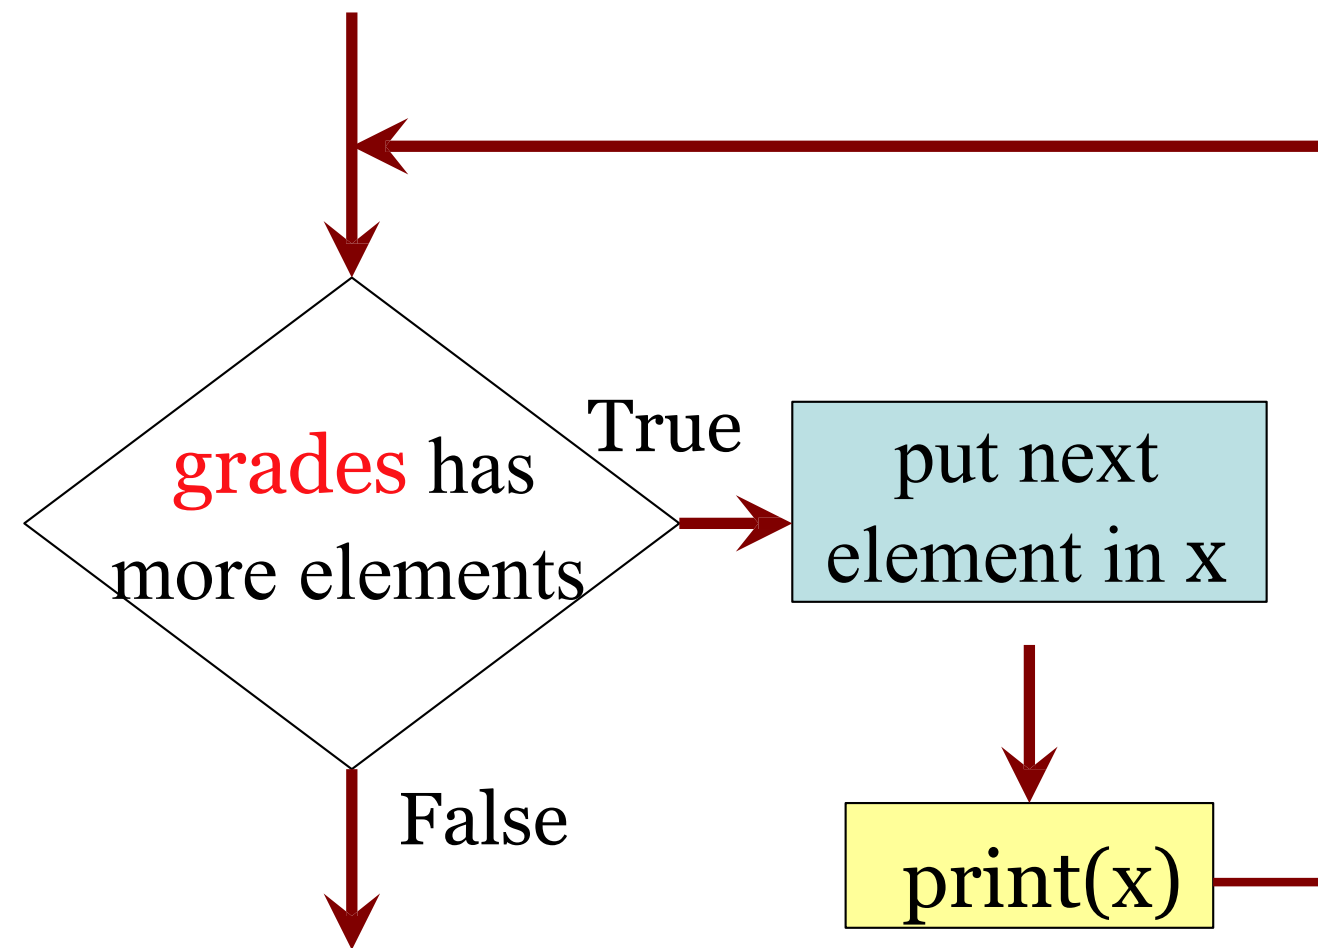 grades has
more elements
True
put next
element in x
False
print(x)